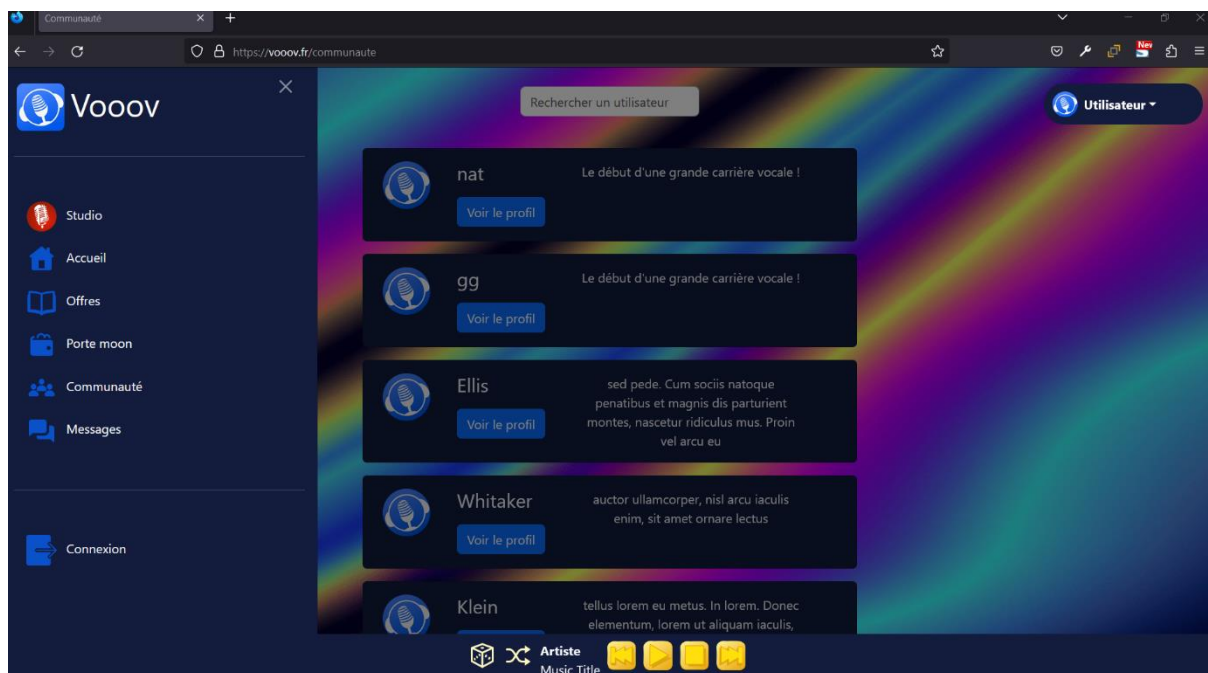 Communauté
https://vooov.fr/communaute
New
Vooov
Studio
Accueil
Offres
Porte moon
Communauté
Messages
Connexion
Rechercher un utilisateur
Utilisateur
nat
Le début d'une grande carrière vocale !
Voir le profil
gg
Le début d'une grande carrière vocale !
Voir le profil
Ellis
sed pede. Cum sociis natoque
penatibus et magnis dis parturient
montes, nascetur ridiculus mus. Proin
vel arcu eu
Voir le profil
Whitaker
auctor ullamcorper, nisl arcu iaculis
enim, sit amet ornare lectus
Voir le profil
Klein
tellus lorem eu metus. In lorem. Donec
elementum, lorem ut aliquam iaculis,
Artiste
Music Title